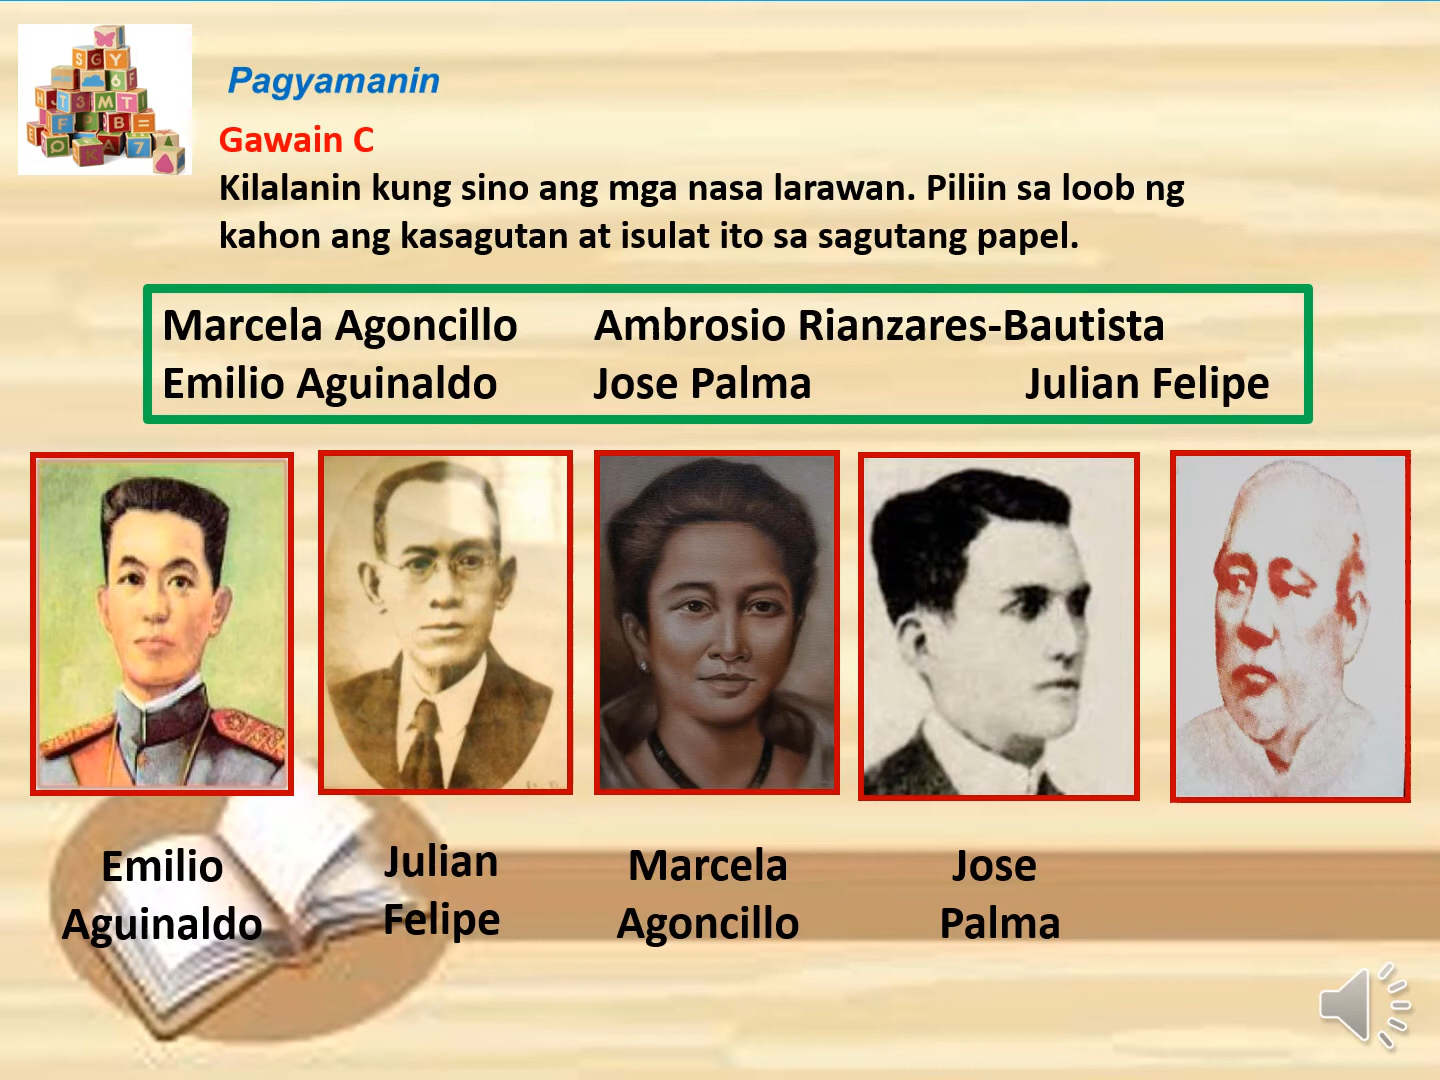 Pagyamanin
Gawain C
Kilalanin kung sino ang mga nasa larawan. Piliin sa loob ng
kahon ang kasagutan at isulat ito sa sagutang papel.
Marcela Agoncillo Ambrosio Rianzares-Bautista
Emilio Aguinaldo Jose Palma Julian Felipe
Emilio
Aguinaldo
Julian
Felipe
Marcela
Agoncillo
Jose
Palma